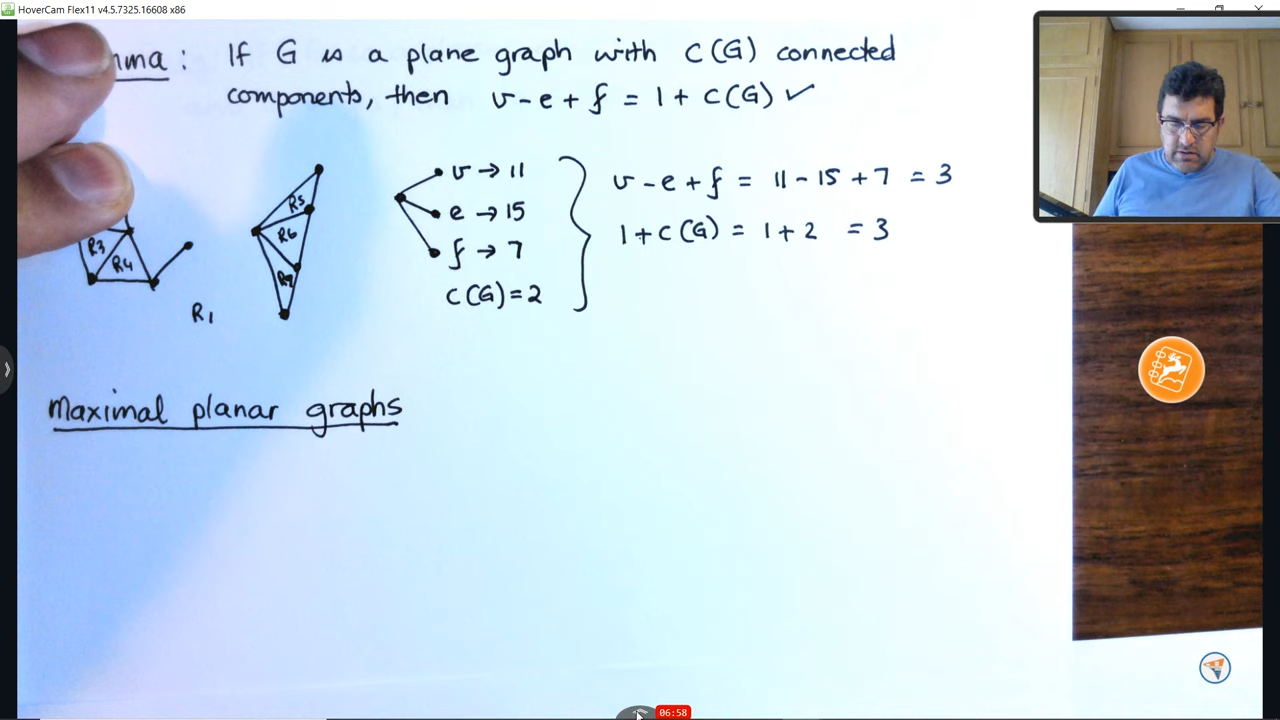 HoverCam Flex11 v4.5.7325.16608 x86
: If G is a plane graph with C(G) connected
components, then v-e+f = 1+C(G) ✓
v → 11
e → 15
f → 7
C(G)=2
v-e+f = 11-15+7 = 3
1+C(G) = 1+2 = 3
R5
R6
R3
R4
R1
Maximal planar graphs
06:58